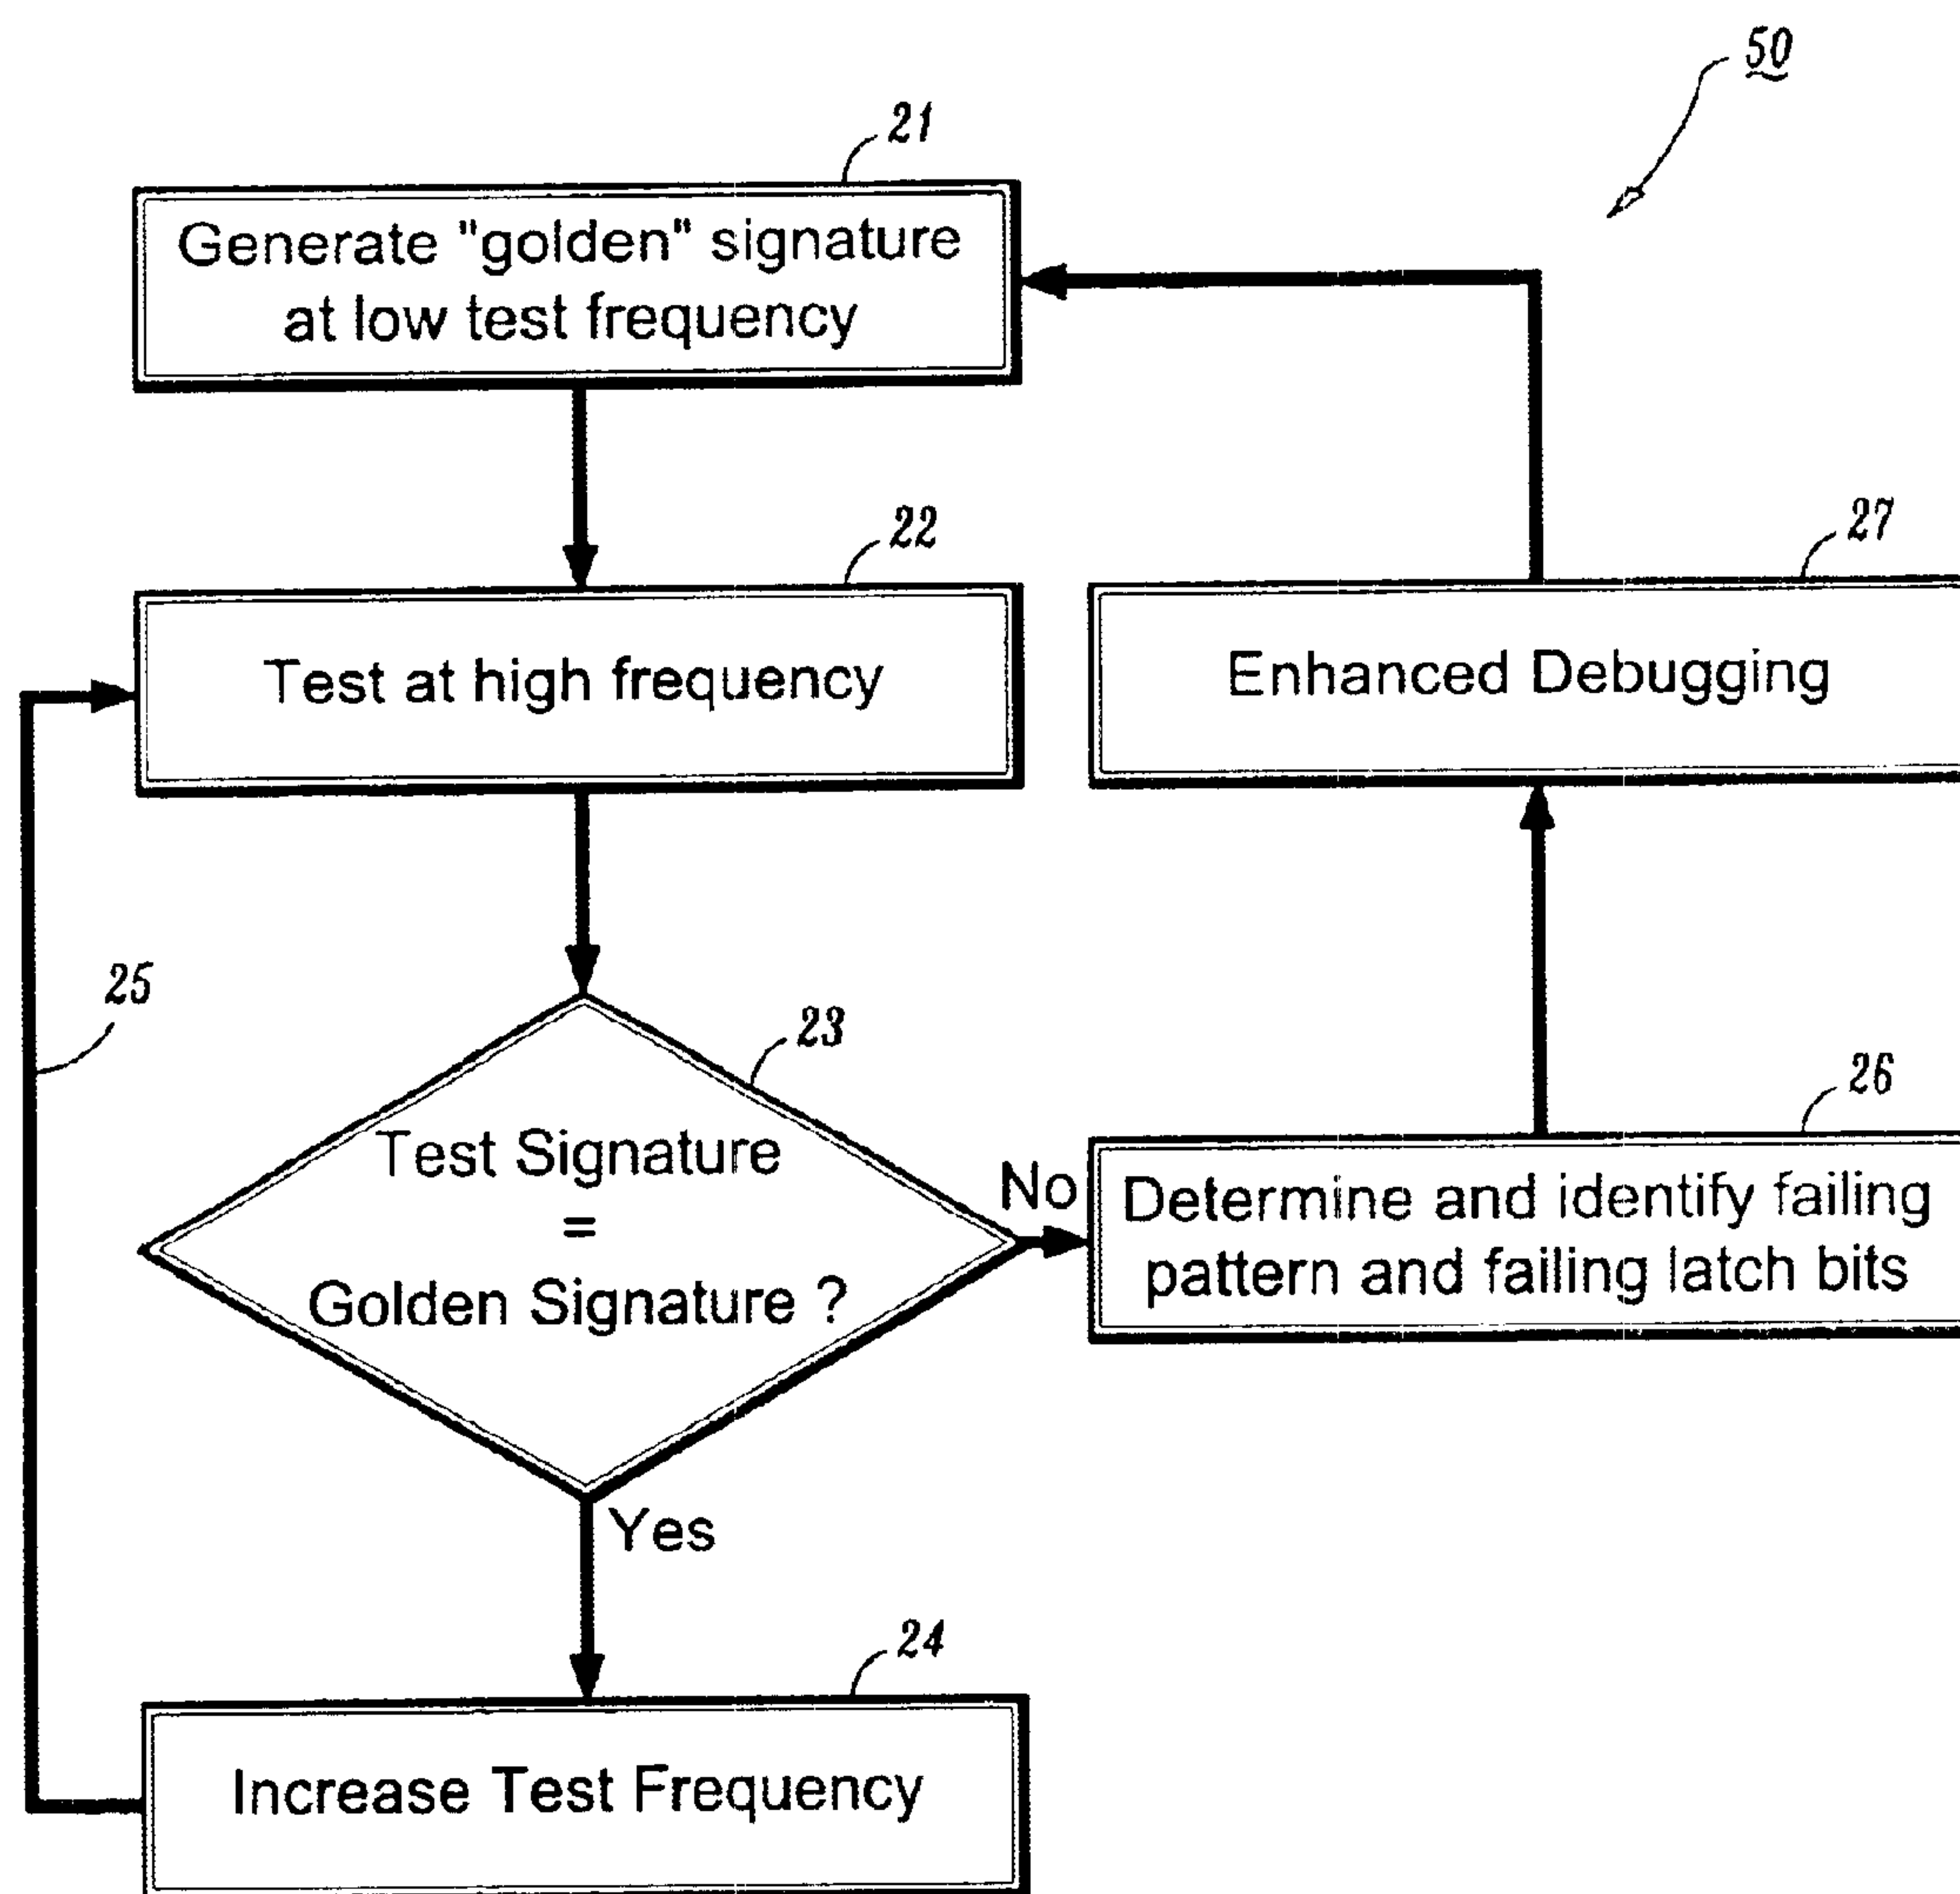 50
21
Generate "golden" signature
at low test frequency
22
Test at high frequency
27
Enhanced Debugging
25
23
Test Signature
=
Golden Signature ?
No
26
Determine and identify failing
pattern and failing latch bits
Yes
24
Increase Test Frequency